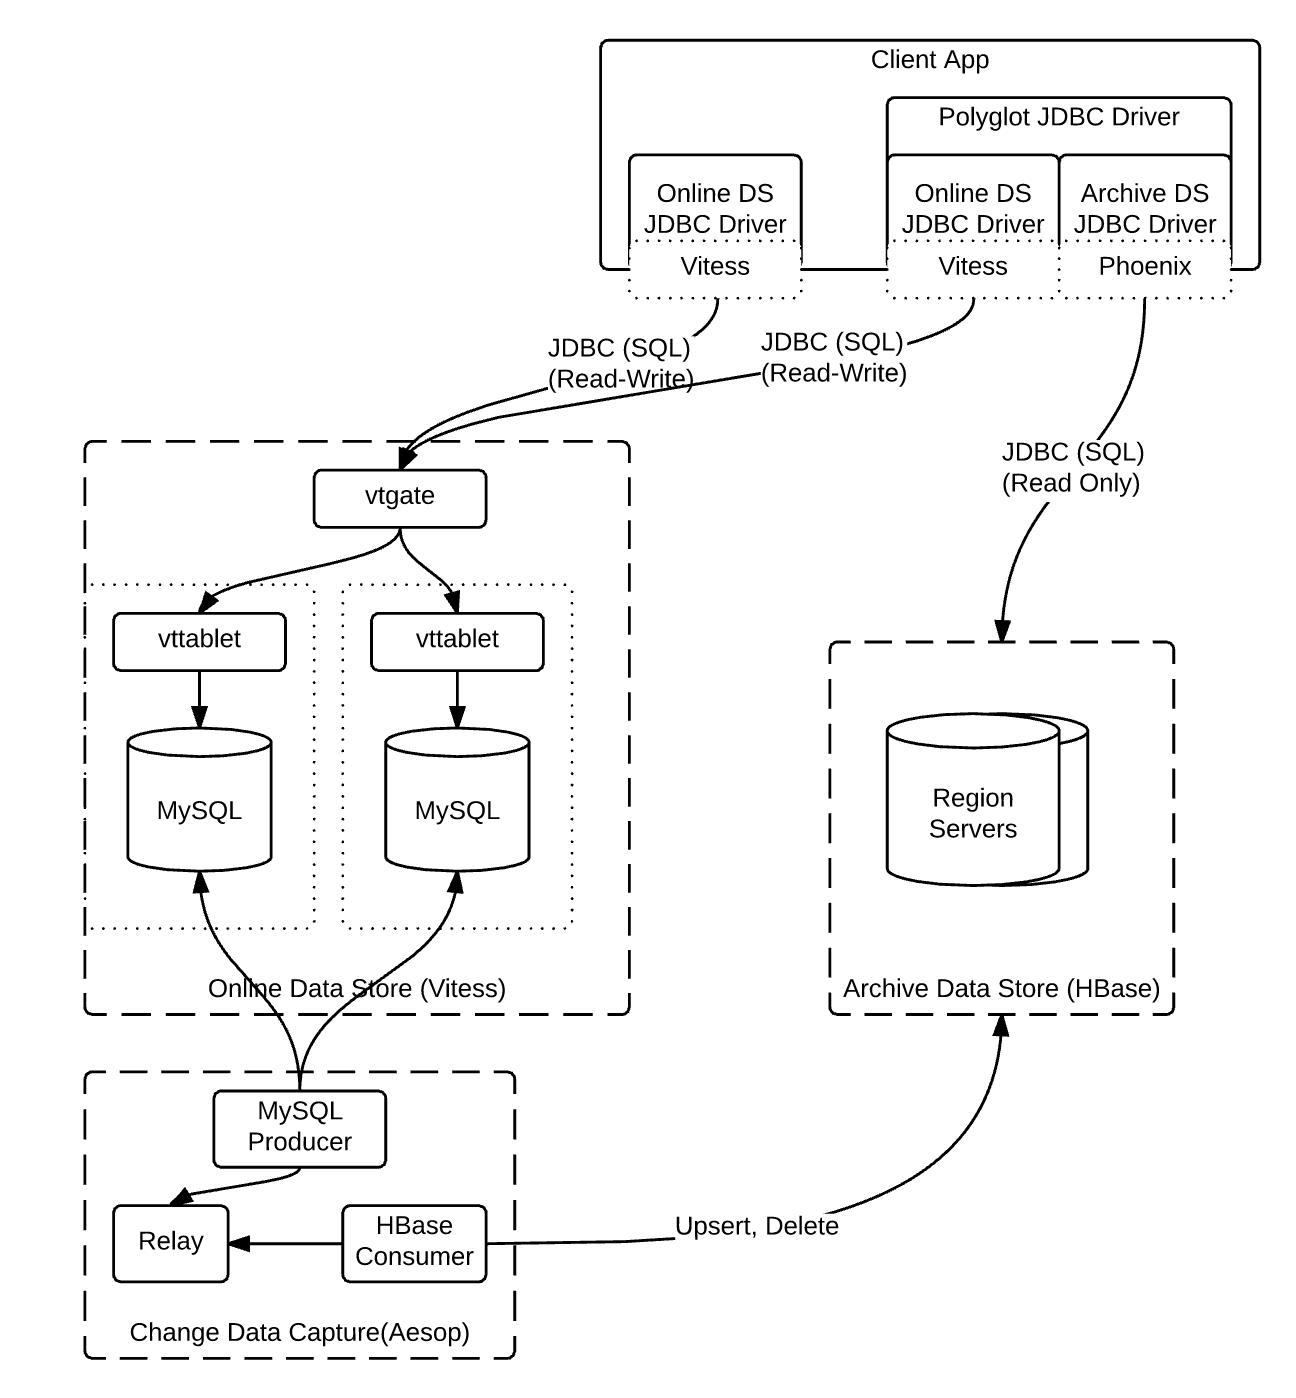 Client App
Polyglot JDBC Driver
Online DS
JDBC Driver
Vitess
Online DS
JDBC Driver
Vitess
Archive DS
JDBC Driver
Phoenix
JDBC (SQL)
(Read-Write)
JDBC (SQL)
(Read-Write)
JDBC (SQL)
(Read Only)
vtgate
vttablet
vttablet
MySQL
MySQL
Online Data Store (Vitess)
Region
Servers
Archive Data Store (HBase)
MySQL
Producer
Relay
HBase
Consumer
Upsert, Delete
Change Data Capture(Aesop)